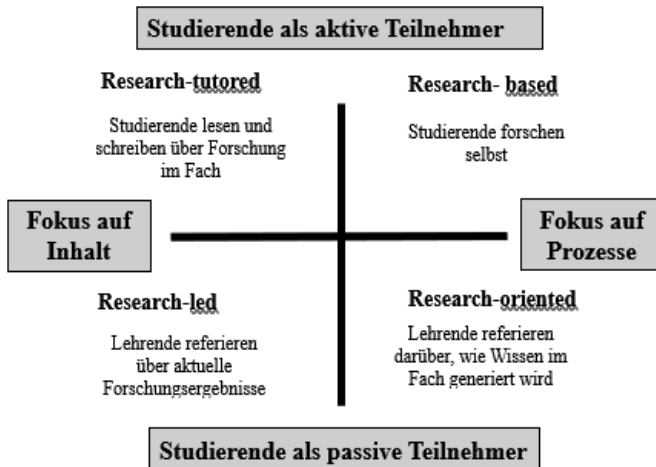 Studierende als aktive Teilnehmer
Research-tutored
Studierende lesen und
schreiben über Forschung
im Fach
Research- based
Studierende forschen
selbst
Fokus auf
Inhalt
Fokus auf
Prozesse
Research-led
Lehrende referieren
über aktuelle
Forschungsergebnisse
Research-oriented
Lehrende referieren
darüber, wie Wissen im
Fach generiert wird
Studierende als passive Teilnehmer